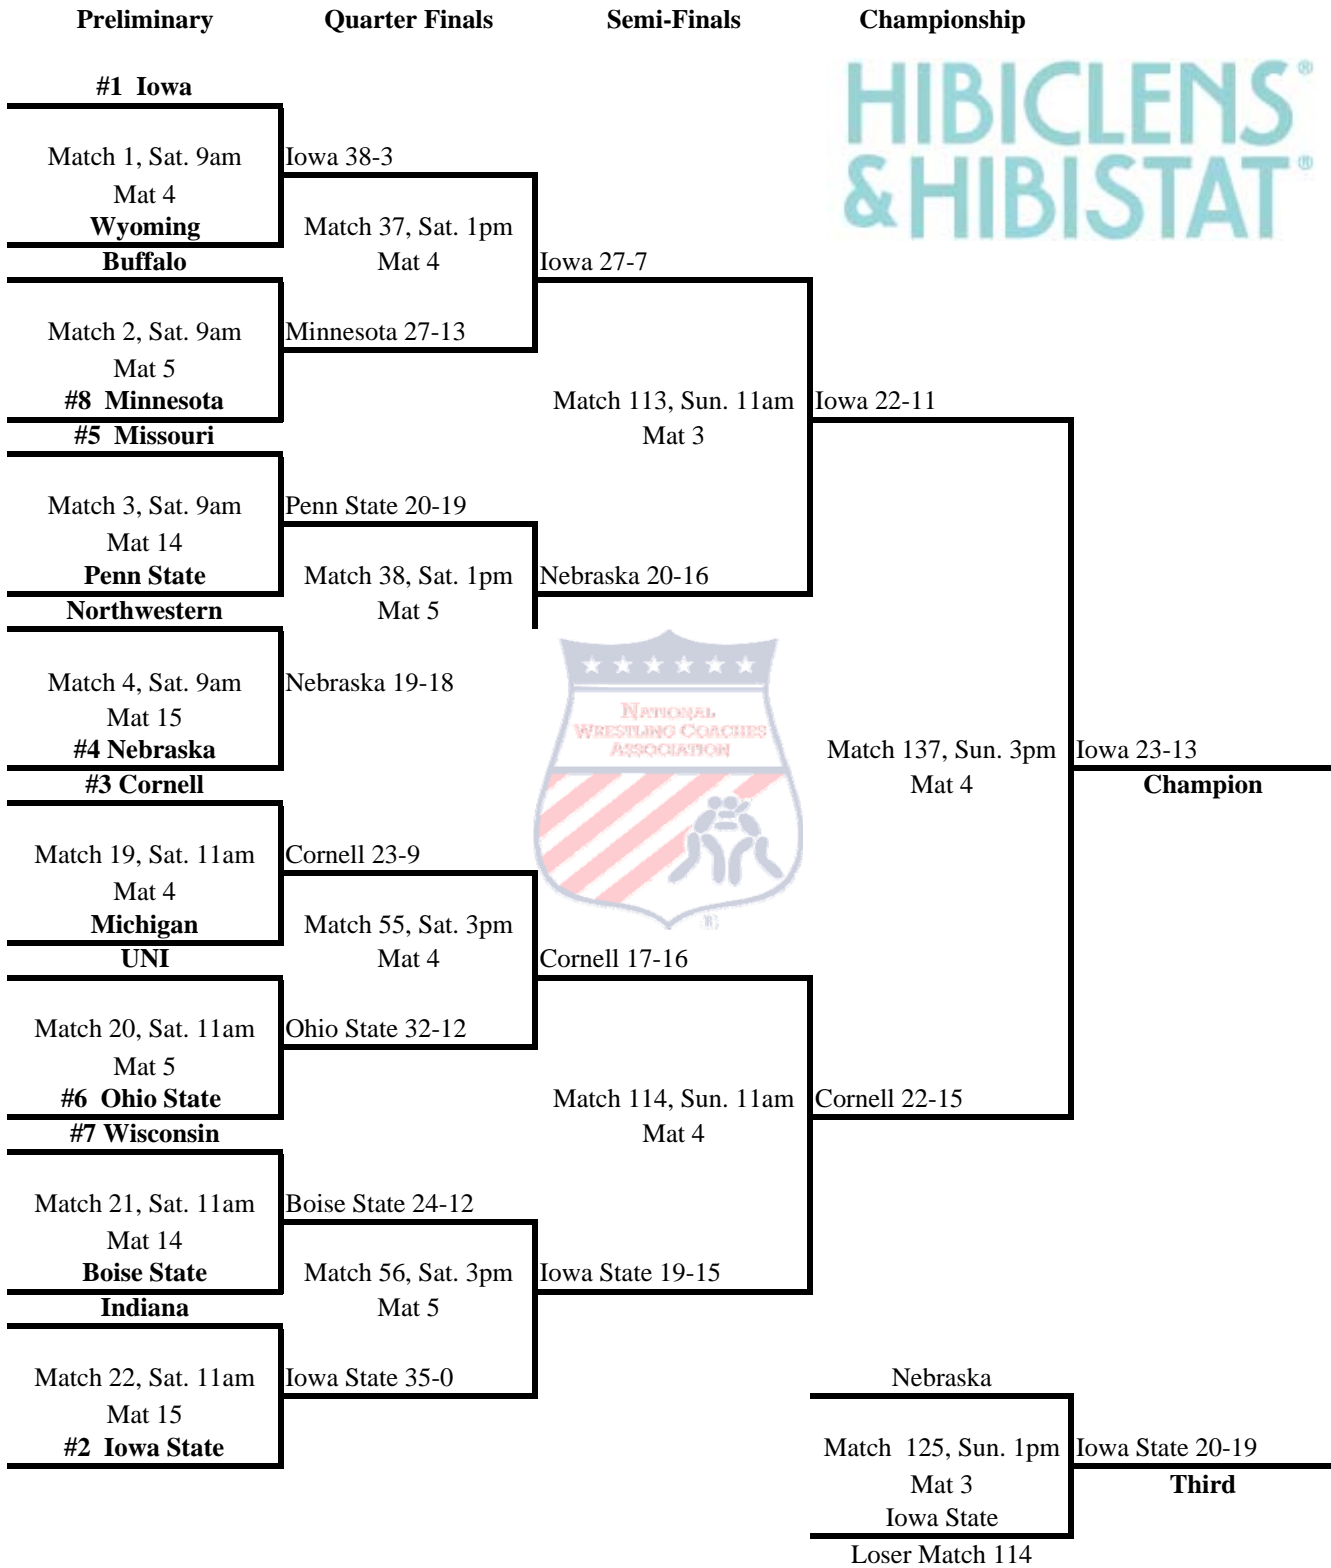 Preliminary Quarter Finals Semi-Finals Championship
HIBICLENS®
& HIBISTAT®
#1 Iowa
Match 1, Sat. 9am Iowa 38-3
Mat 4
Wyoming Match 37, Sat. 1pm
Buffalo Mat 4 Iowa 27-7
Match 2, Sat. 9am Minnesota 27-13
Mat 5
#8 Minnesota Match 113, Sun. 11am Iowa 22-11
#5 Missouri Mat 3
Match 3, Sat. 9am Penn State 20-19
Mat 14
Penn State Match 38, Sat. 1pm Nebraska 20-16
Northwestern Mat 5
Match 4, Sat. 9am Nebraska 19-18
Mat 15
NATIONAL
WRESTLING COACHES
ASSOCIATION
#4 Nebraska Match 137, Sun. 3pm Iowa 23-13
#3 Cornell Mat 4 Champion
Match 19, Sat. 11am Cornell 23-9
Mat 4
Michigan Match 55, Sat. 3pm
®
UNI Mat 4 Cornell 17-16
Match 20, Sat. 11am Ohio State 32-12
Mat 5
#6 Ohio State Match 114, Sun. 11am Cornell 22-15
#7 Wisconsin Mat 4
Match 21, Sat. 11am Boise State 24-12
Mat 14
Boise State Match 56, Sat. 3pm Iowa State 19-15
Indiana Mat 5
Match 22, Sat. 11am Iowa State 35-0 Nebraska
Mat 15
#2 Iowa State Match 125, Sun. 1pm Iowa State 20-19
Mat 3 Third
Iowa State
Loser Match 114